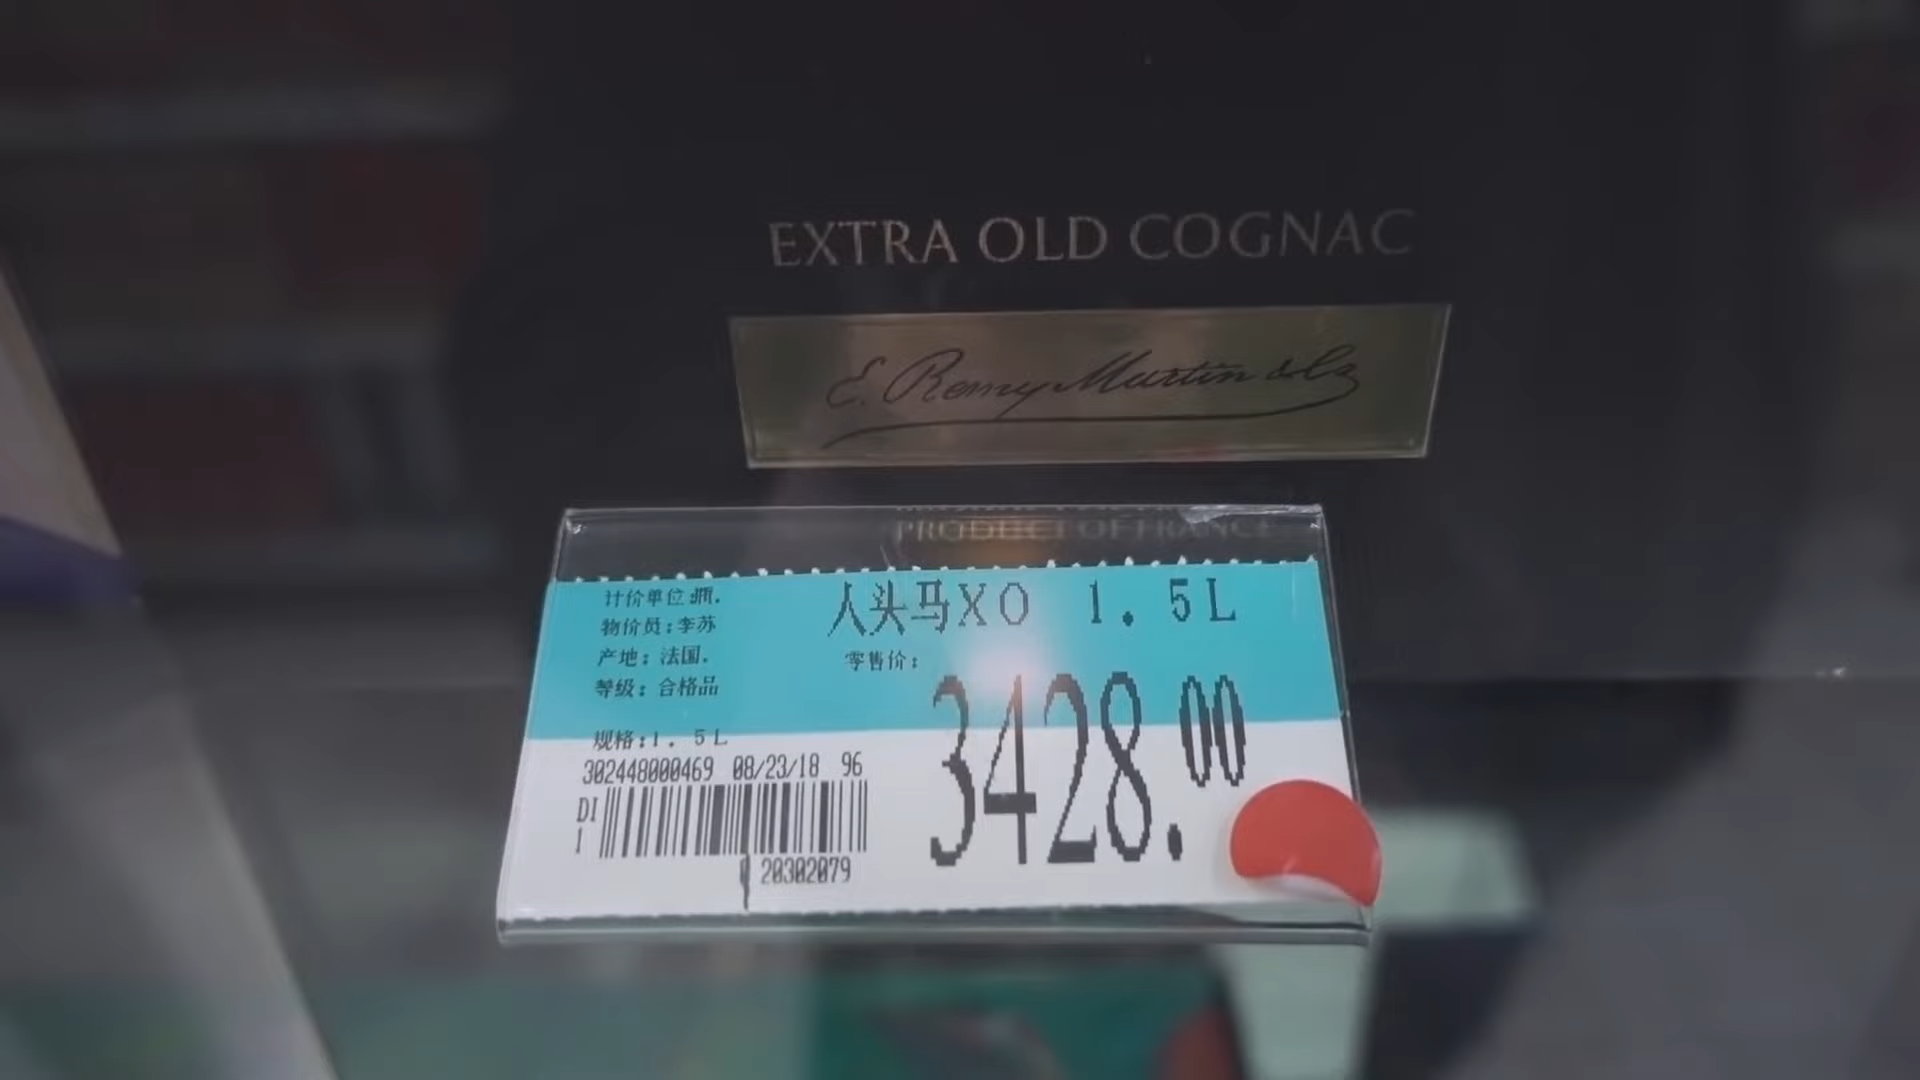 EXTRA OLD COGNAC
E. Remy Martin & Co
PRODUCT OF FRANCE
计价单位:瓶.
物价员:李苏
产地:法国.
等级:合格品
规格:1.5L
人头马XO 1.5L
零售价:
3428.00
302448000469 08/23/18 96
DI
1
20302079